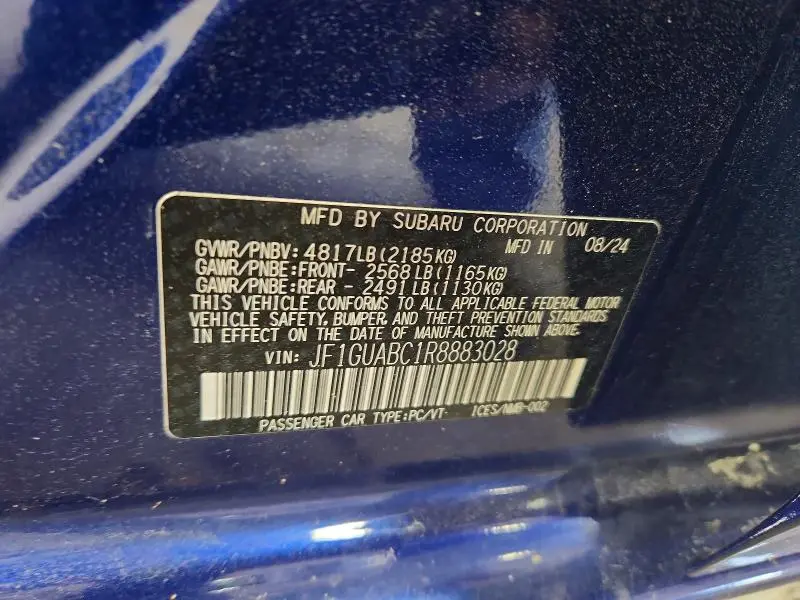 MFD BY SUBARU CORPORATION
GVWR/PNBV: 4817LB(2185KG) MFD IN 08/24
GAWR/PNBE:FRONT- 2568LB(1165KG)
GAWR/PNBE:REAR - 2491LB(1130KG)
THIS VEHICLE CONFORMS TO ALL APPLICABLE FEDERAL MOTOR
VEHICLE SAFETY, BUMPER, AND THEFT PREVENTION STANDARDS
IN EFFECT ON THE DATE OF MANUFACTURE SHOWN ABOVE.
VIN: JF1GUABC1R8883028
PASSENGER CAR TYPE:PC/VT ICES/NMB-002